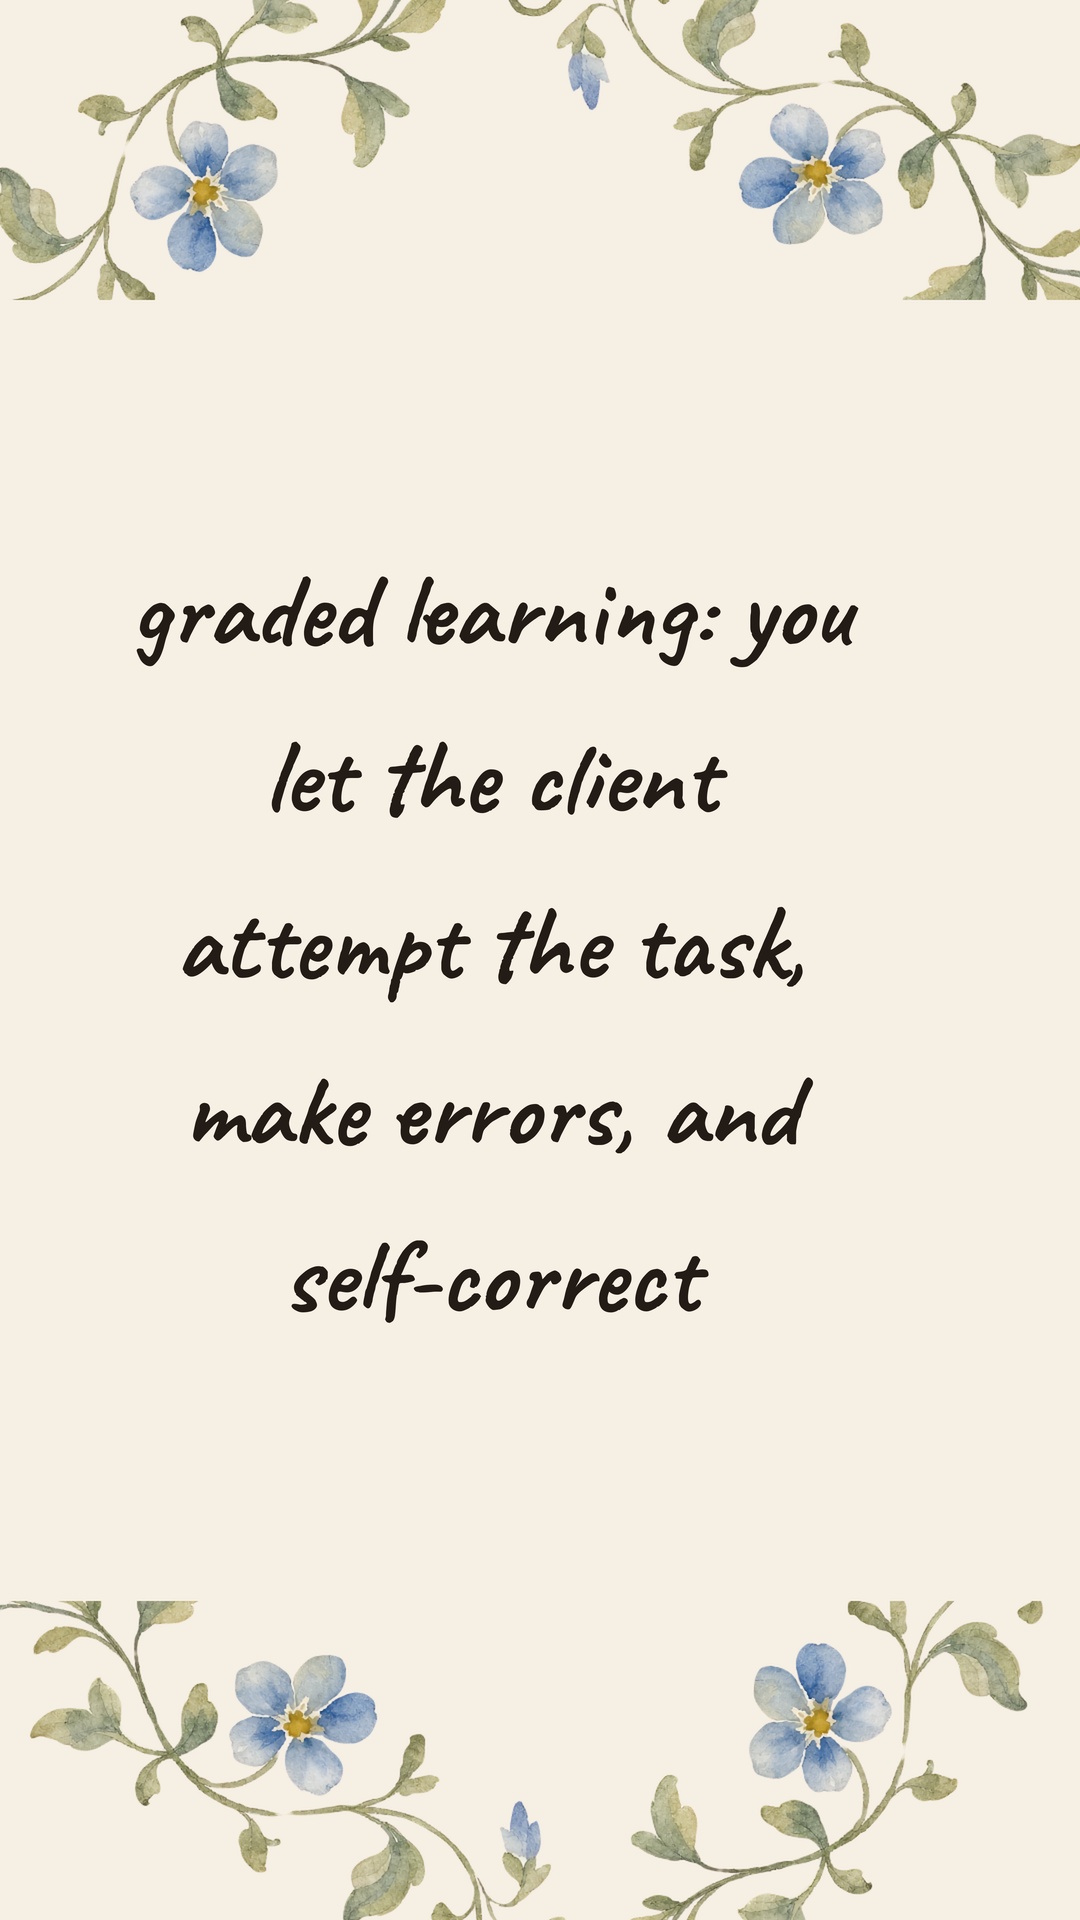 graded learning: you
let the client
attempt the task,
make errors, and
self-correct